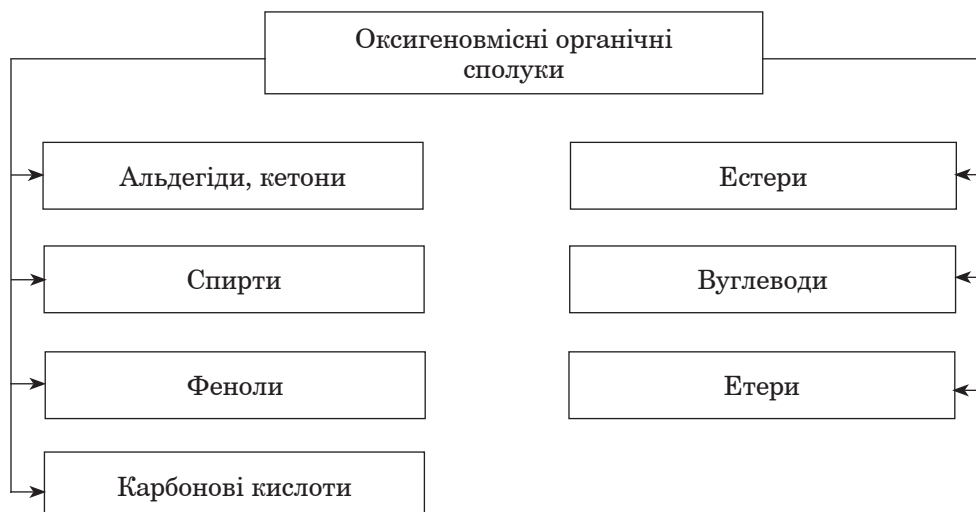 Оксигеновмісні органічні
сполуки
Альдегіди, кетони
Естери
Спирти
Вуглеводи
Феноли
Етери
Карбонові кислоти